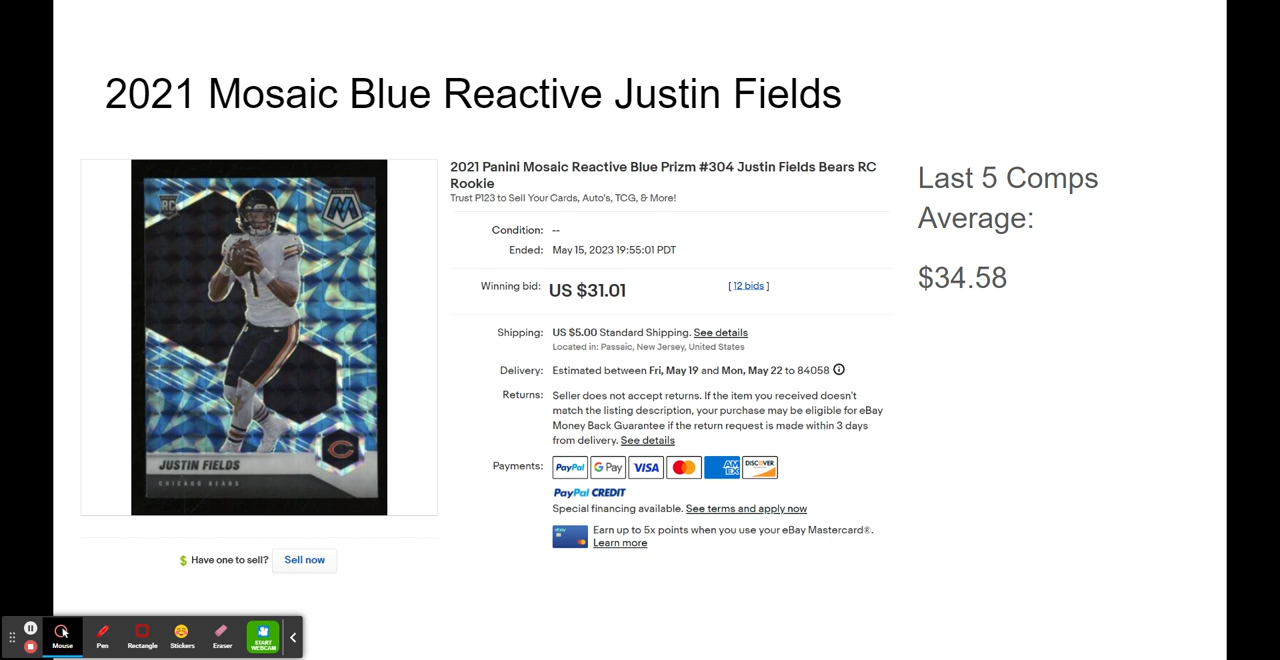 2021 Mosaic Blue Reactive Justin Fields
RC
MOSAIC
JUSTIN FIELDS
CHICAGO BEARS
$ Have one to sell? Sell now
2021 Panini Mosaic Reactive Blue Prizm #304 Justin Fields Bears RC
Rookie
Trust P123 to Sell Your Cards, Auto's, TCG, & More!
Condition: --
Ended: May 15, 2023 19:55:01 PDT
Winning bid: US $31.01 [ 12 bids ]
Shipping: US $5.00 Standard Shipping. See details
Located in: Passaic, New Jersey, United States
Delivery: Estimated between Fri, May 19 and Mon, May 22 to 84058
Returns: Seller does not accept returns. If the item you received doesn't
match the listing description, your purchase may be eligible for eBay
Money Back Guarantee if the return request is made within 3 days
from delivery. See details
Payments: PayPal G Pay VISA AM EX DISCOVER
PayPal CREDIT
Special financing available. See terms and apply now
ebay
Earn up to 5x points when you use your eBay Mastercard®.
Learn more
Last 5 Comps
Average:
$34.58
Mouse Pen Rectangle Stickers Eraser START
WEBCAM